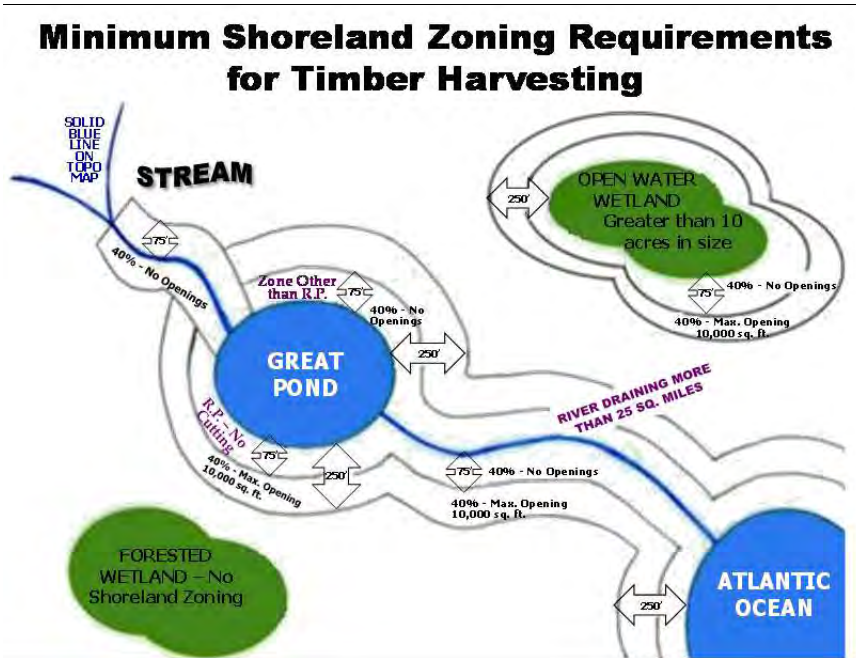 Minimum Shoreland Zoning Requirements
for Timber Harvesting
SOLID
BLUE
LINE
ON
TOPO
MAP
STREAM
75'
40% - No Openings
Zone Other
than R.P.
75'
40% - No
Openings
250'
GREAT
POND
R.P. – No
Cutting
75'
40% - Max. Opening
10,000 sq. ft.
250'
OPEN WATER
WETLAND
Greater than 10
acres in size
250'
75'
40% - No Openings
40% - Max. Opening
10,000 sq. ft.
RIVER DRAINING MORE
THAN 25 SQ. MILES
75'
40% - No Openings
40% - Max. Opening
10,000 sq. ft.
FORESTED
WETLAND – No
Shoreland Zoning
250'
ATLANTIC
OCEAN